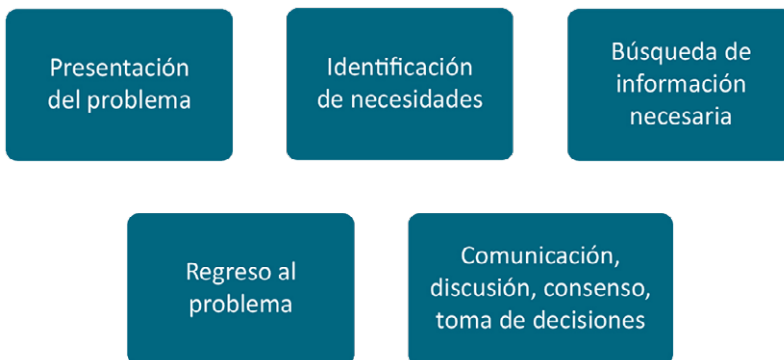 Presentación
del problema
Identificación
de necesidades
Búsqueda de
información
necesaria
Regreso al
problema
Comunicación,
discusión, consenso,
toma de decisiones